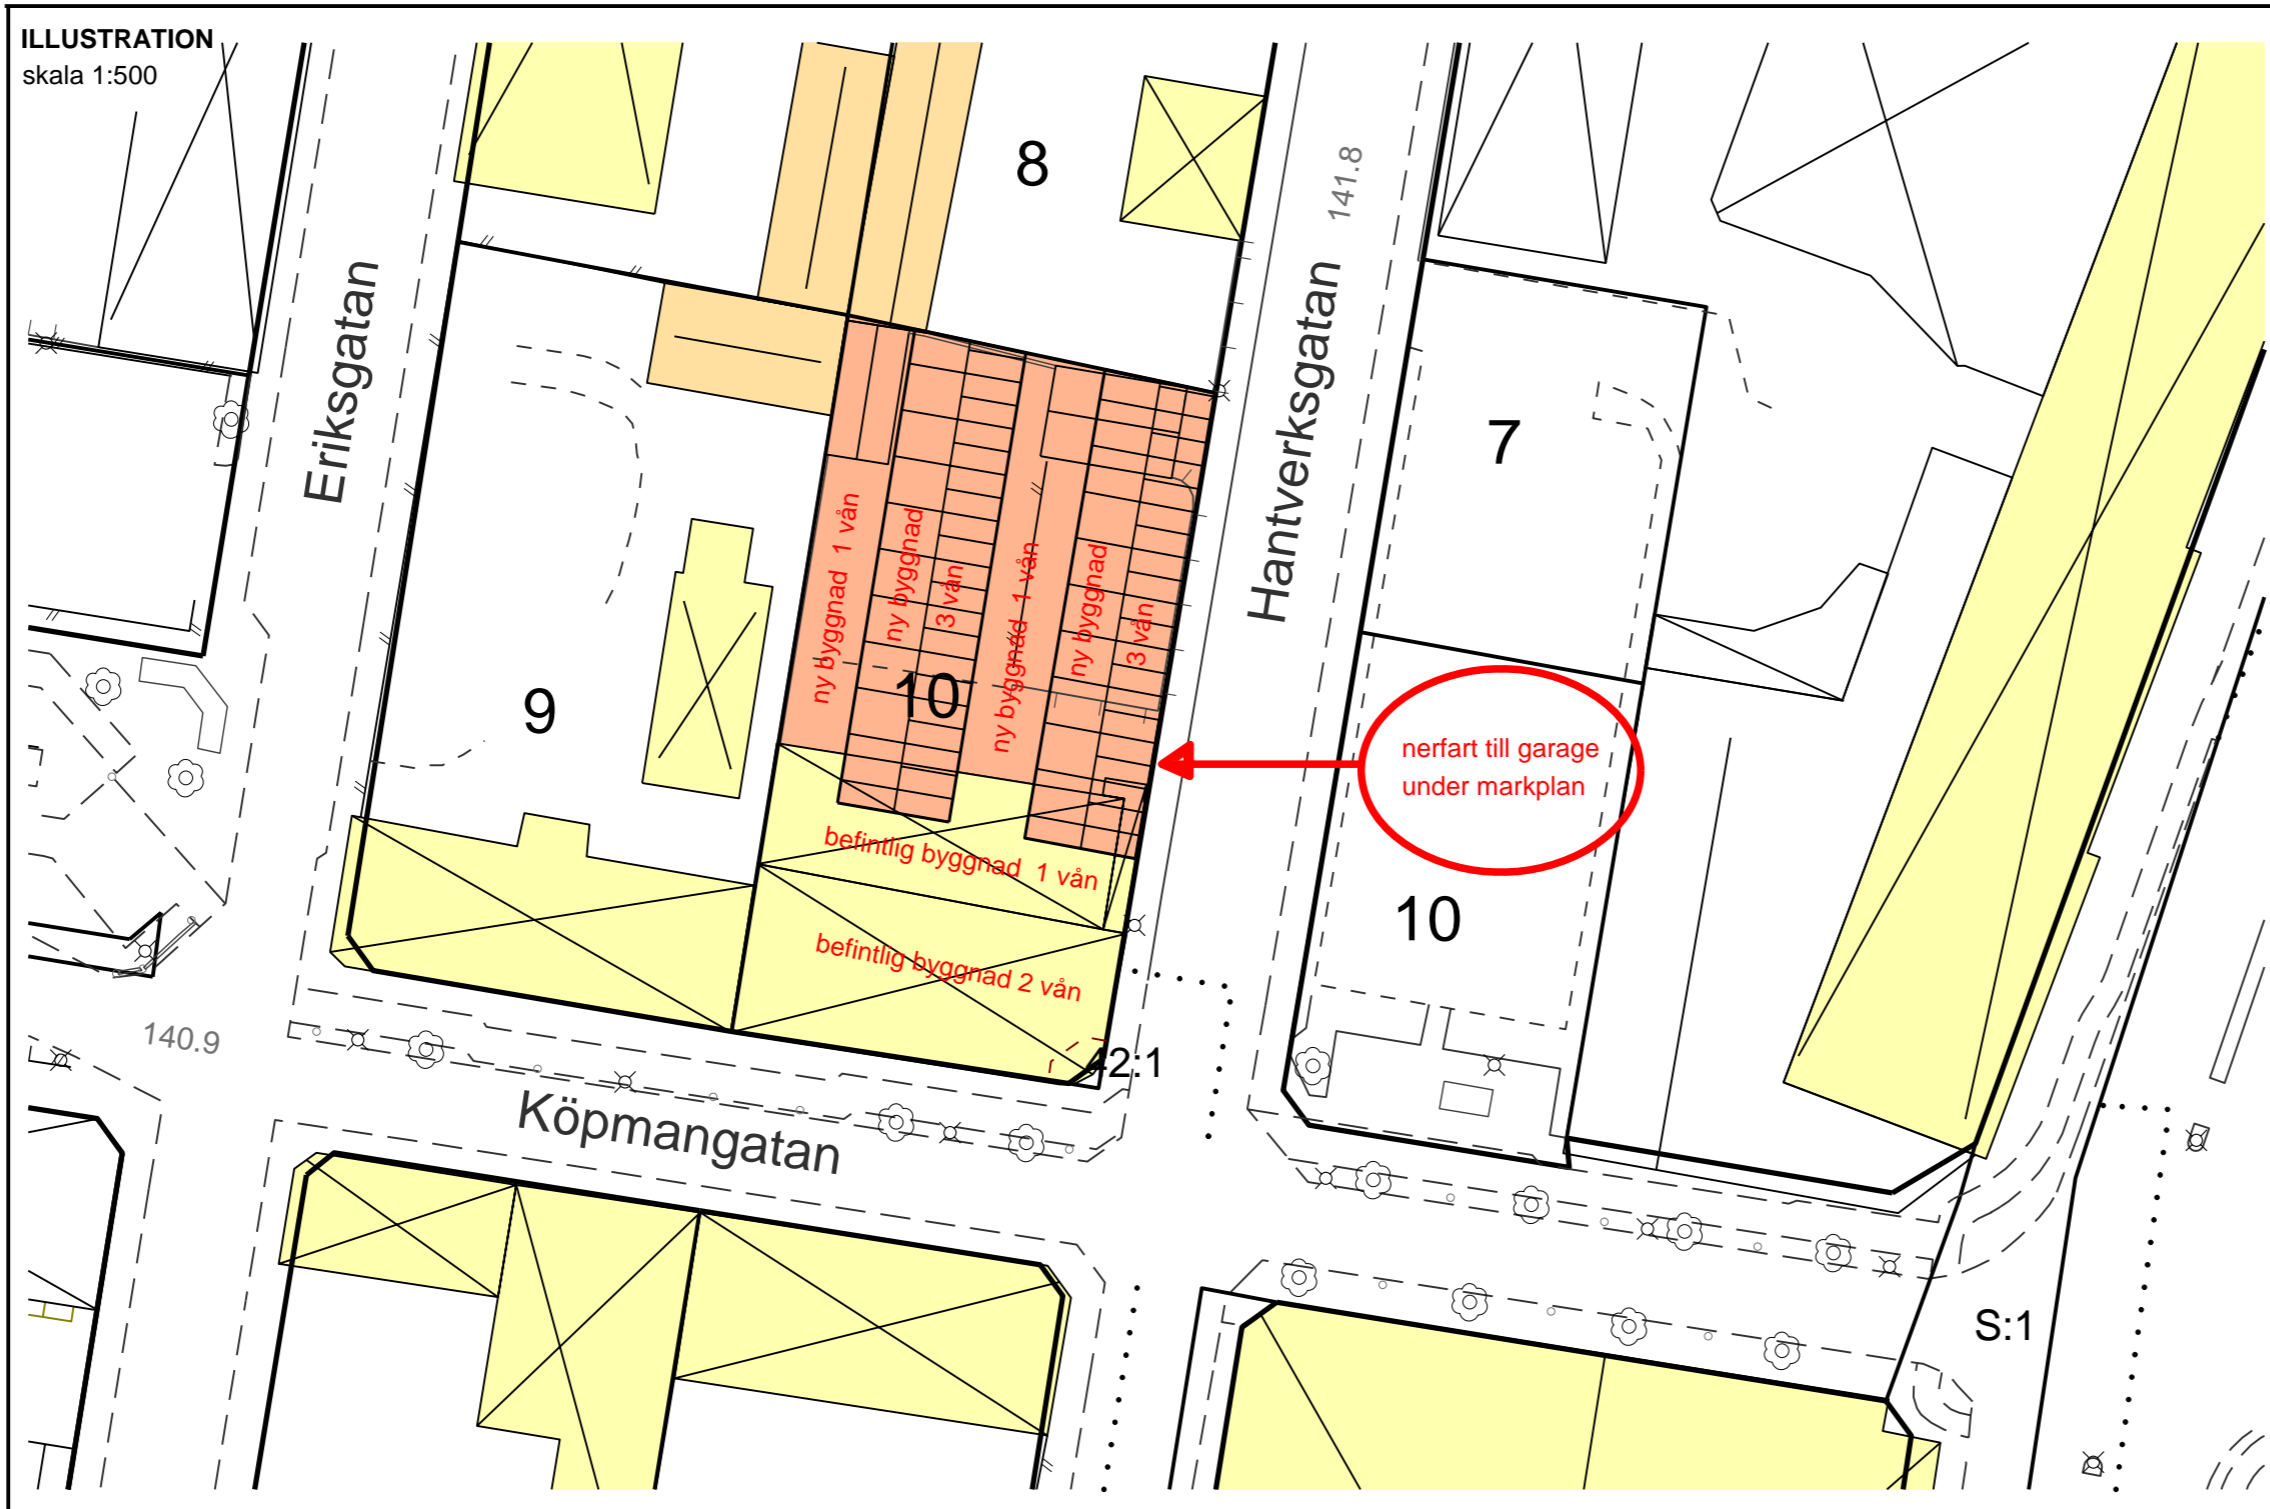 ILLUSTRATION
skala 1:500
8
141.8
Eriksgatan
Hantverksgatan
7
ny byggnad 1 vån
ny byggnad
3 vån
ny byggnad 1 vån
ny byggnad
3 vån
9
10
nerfart till garage
under markplan
befintlig byggnad 1 vån
10
befintlig byggnad 2 vån
140.9
42:1
Köpmangatan
S:1